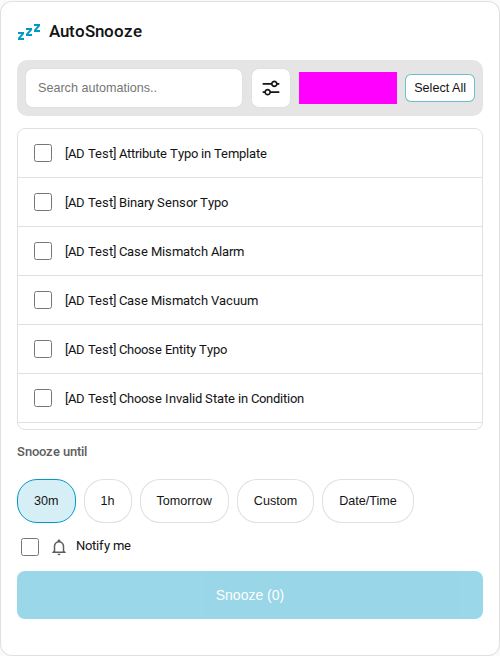 AutoSnooze
Search automations..
Select All
[AD Test] Attribute Typo in Template
[AD Test] Binary Sensor Typo
[AD Test] Case Mismatch Alarm
[AD Test] Case Mismatch Vacuum
[AD Test] Choose Entity Typo
[AD Test] Choose Invalid State in Condition
Snooze until
30m 1h Tomorrow Custom Date/Time
Notify me
Snooze (0)